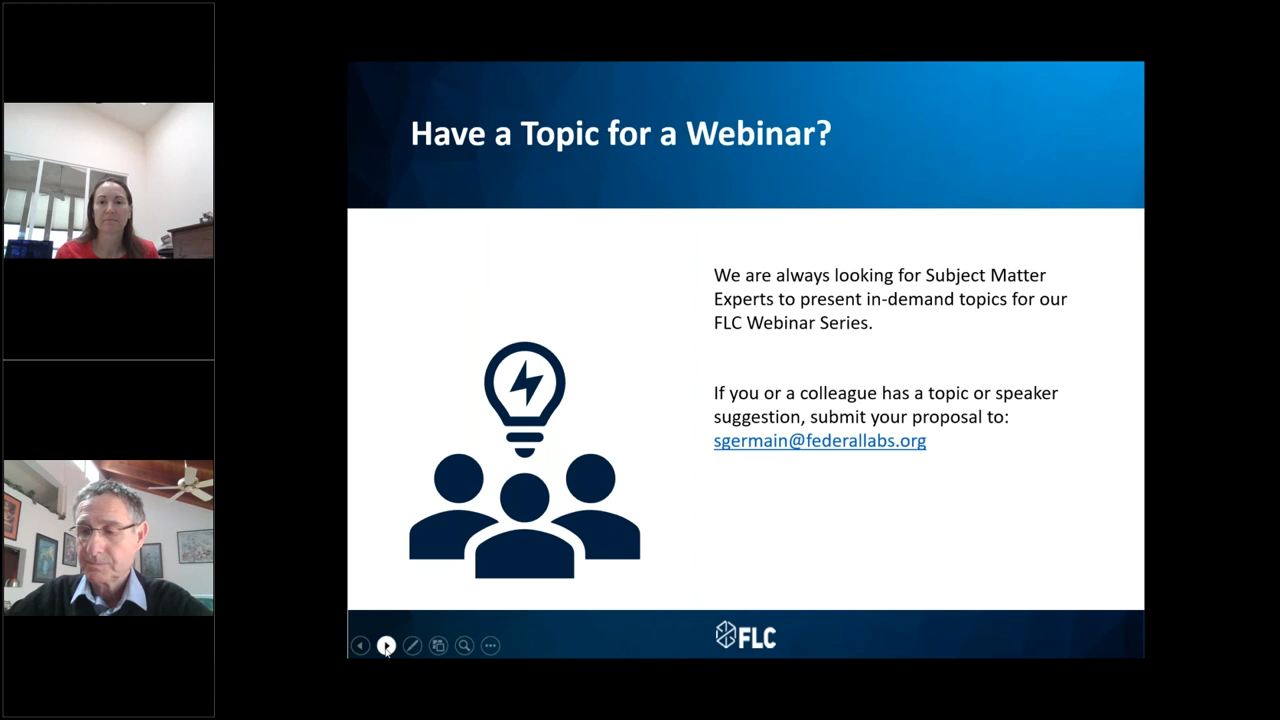 Have a Topic for a Webinar?
We are always looking for Subject Matter
Experts to present in-demand topics for our
FLC Webinar Series.
If you or a colleague has a topic or speaker
suggestion, submit your proposal to:
sgermain@federallabs.org
FLC